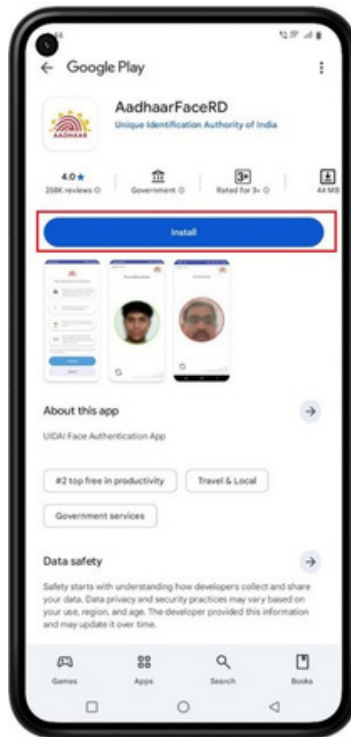 Google Play
AADHAAR
AadhaarFaceRD
Unique Identification Authority of India
4.0★
258K reviews
Government
3+
Rated for 3+
44 MB
Install
About this app
UIDAI Face Authentication App
#2 top free in productivity
Travel & Local
Government services
Data safety
Safety starts with understanding how developers collect and share
your data. Data privacy and security practices may vary based on
your use, region, and age. The developer provided this information
and may update it over time.
Games
Apps
Search
Books